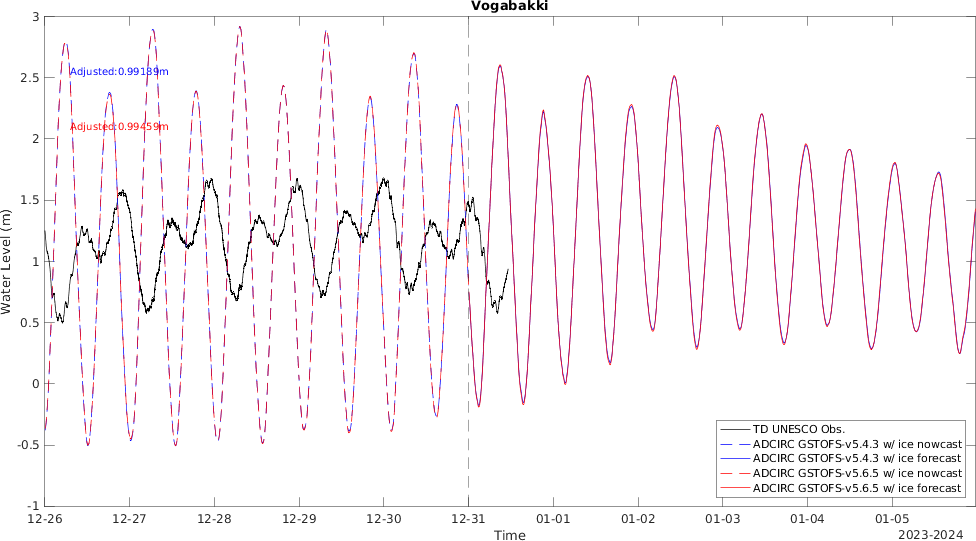 Vogabakki
3
2.5
2
1.5
1
0.5
0
-0.5
-1
Water Level (m)
Adjusted:0.99189m
Adjusted:0.99459m
TD UNESCO Obs.
ADCIRC GSTOFS-v5.4.3 w/ ice nowcast
ADCIRC GSTOFS-v5.4.3 w/ ice forecast
ADCIRC GSTOFS-v5.6.5 w/ ice nowcast
ADCIRC GSTOFS-v5.6.5 w/ ice forecast
12-26 12-27 12-28 12-29 12-30 12-31 01-01 01-02 01-03 01-04 01-05
Time
2023-2024